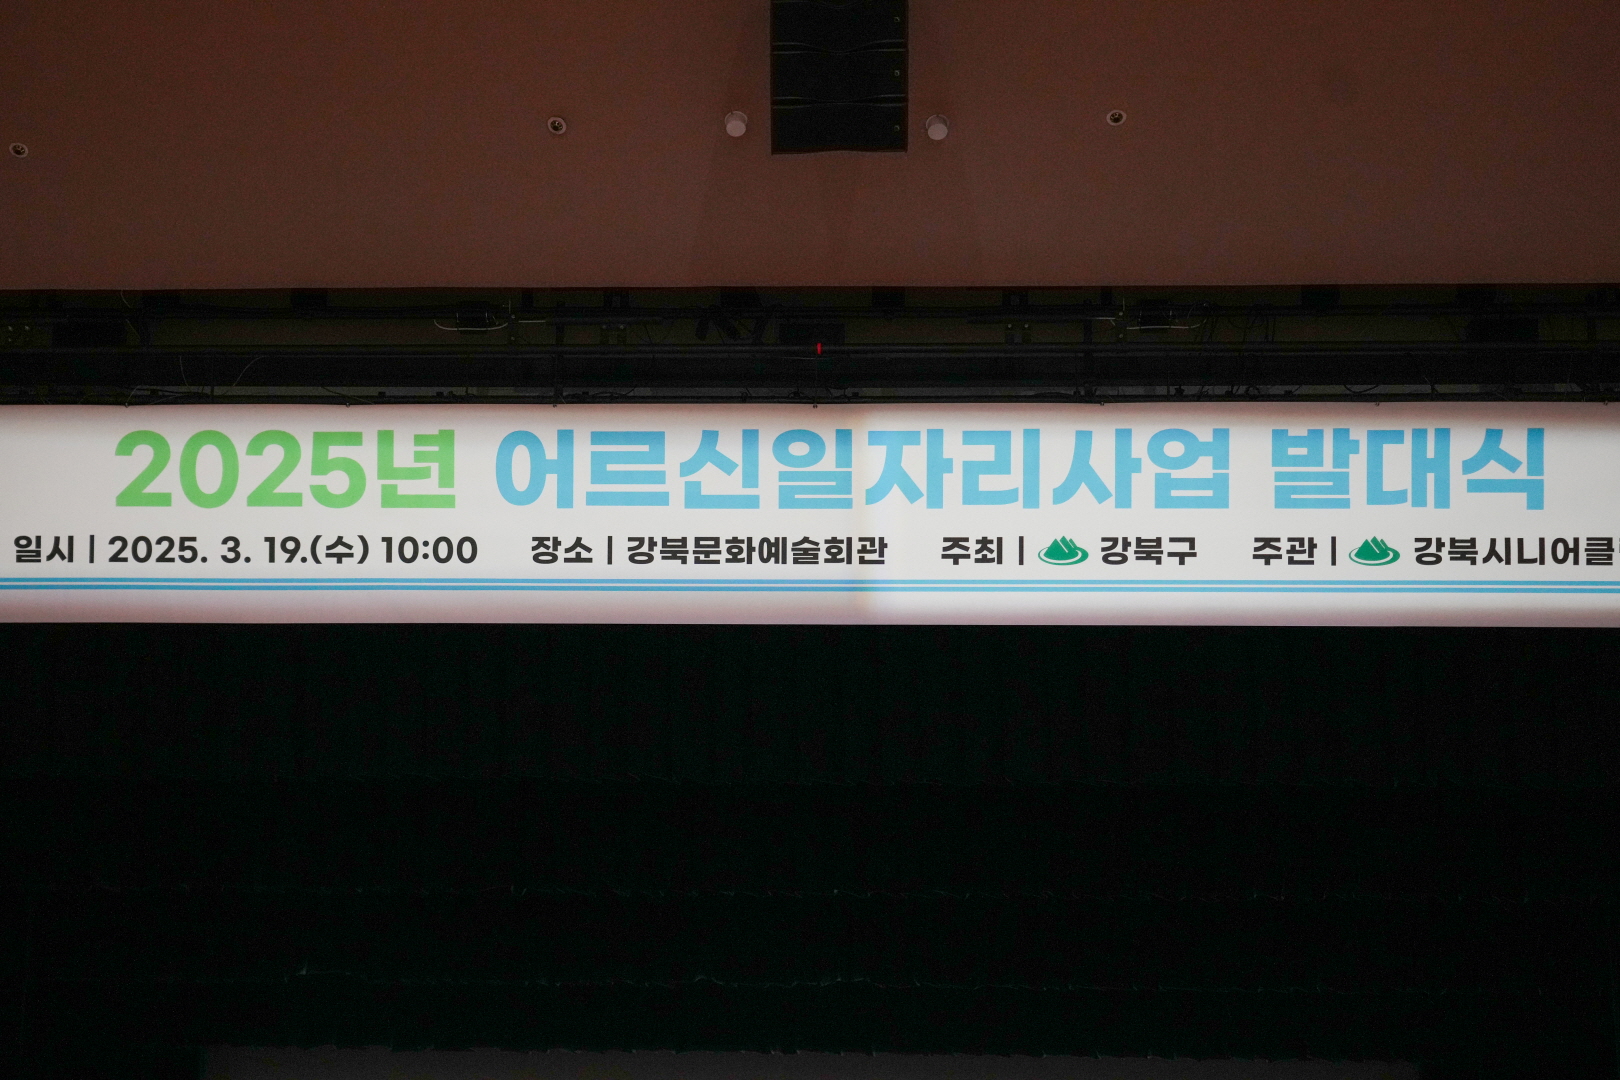 2025년 어르신일자리사업 발대식
일시 | 2025. 3. 19.(수) 10:00 장소 | 강북문화예술회관 주최 | 강북구 주관 | 강북시니어클